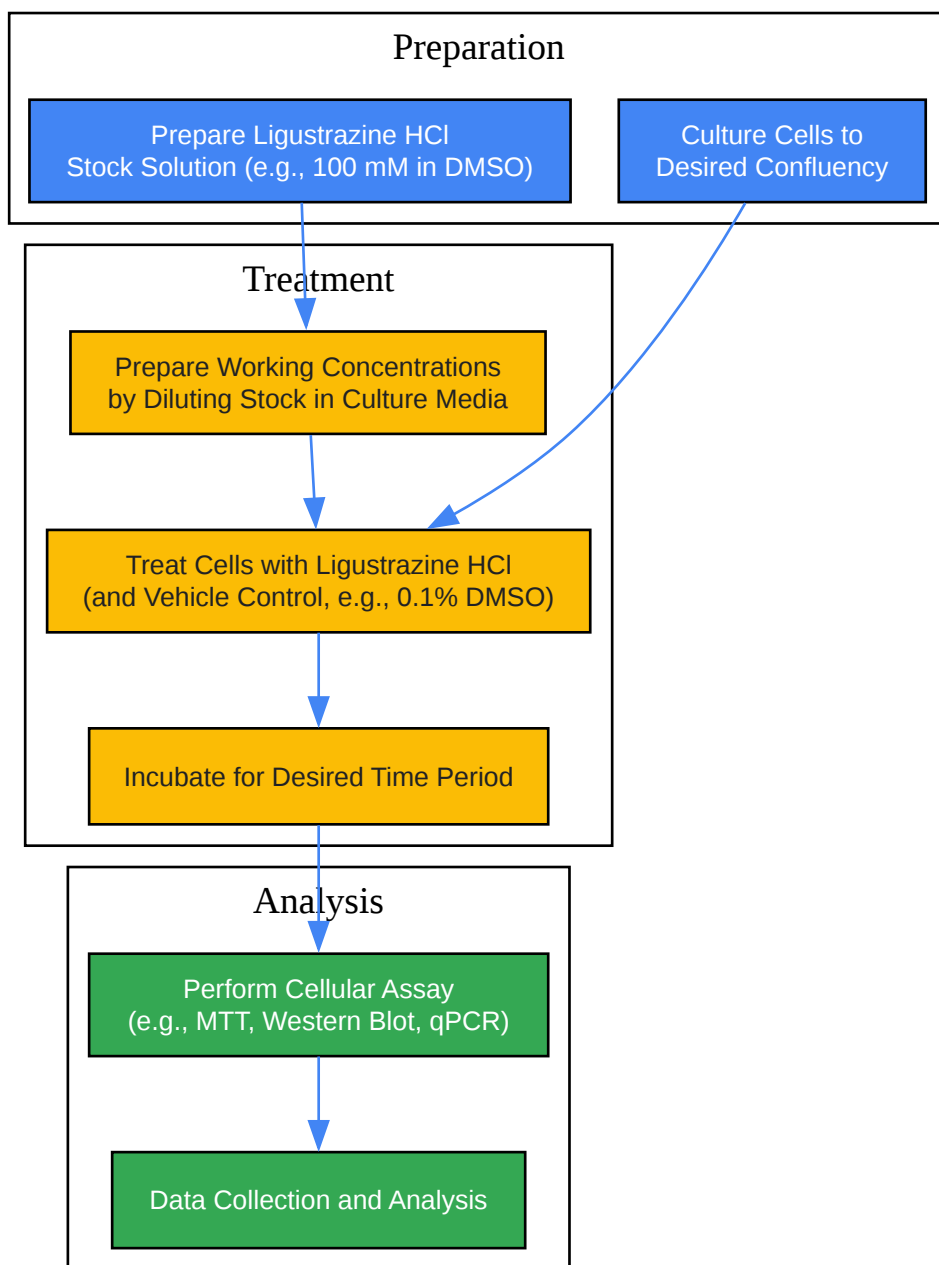 Preparation
Prepare Ligustrazine HCl
Stock Solution (e.g., 100 mM in DMSO)
Culture Cells to
Desired Confluency
Treatment
Prepare Working Concentrations
by Diluting Stock in Culture Media
Treat Cells with Ligustrazine HCl
(and Vehicle Control, e.g., 0.1% DMSO)
Incubate for Desired Time Period
Analysis
Perform Cellular Assay
(e.g., MTT, Western Blot, qPCR)
Data Collection and Analysis